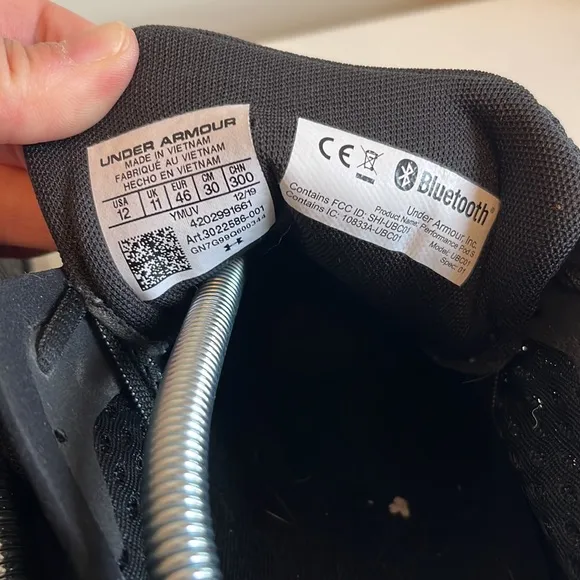 UNDER ARMOUR
MADE IN VIETNAM
FABRIQUÉ AU VIETNAM
HECHO EN VIETNAM
USA UK EUR CM CHN
12 11 46 30 300
YMUV 12/19
4202991661
Art.3022586-001
GN7G99Q600344
CE Bluetooth®
Under Armour, Inc.
Product Name: Performance Pod S
Model: UBC01
Spec: 01
Contains FCC ID: SHI-UBC01
Contains IC: 10833A-UBC01